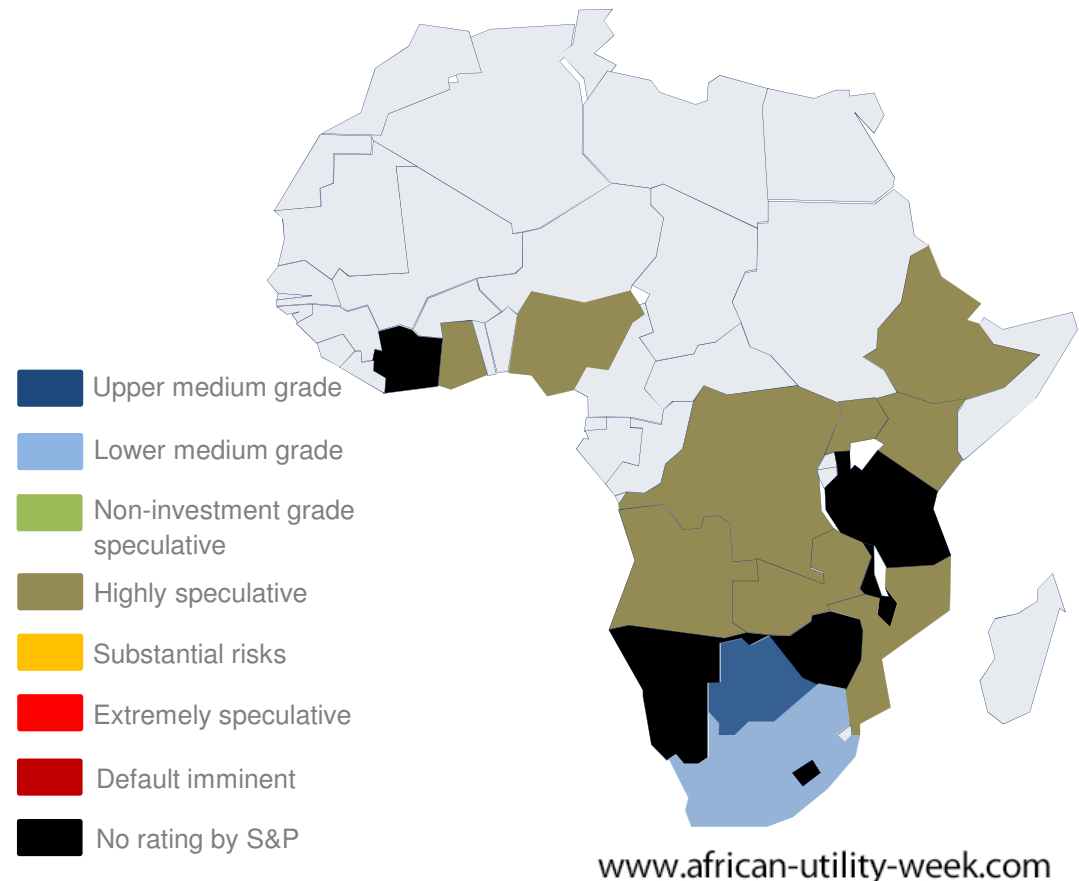 Upper medium grade
Lower medium grade
Non-investment grade
speculative
Highly speculative
Substantial risks
Extremely speculative
Default imminent
No rating by S&P
www.african-utility-week.com